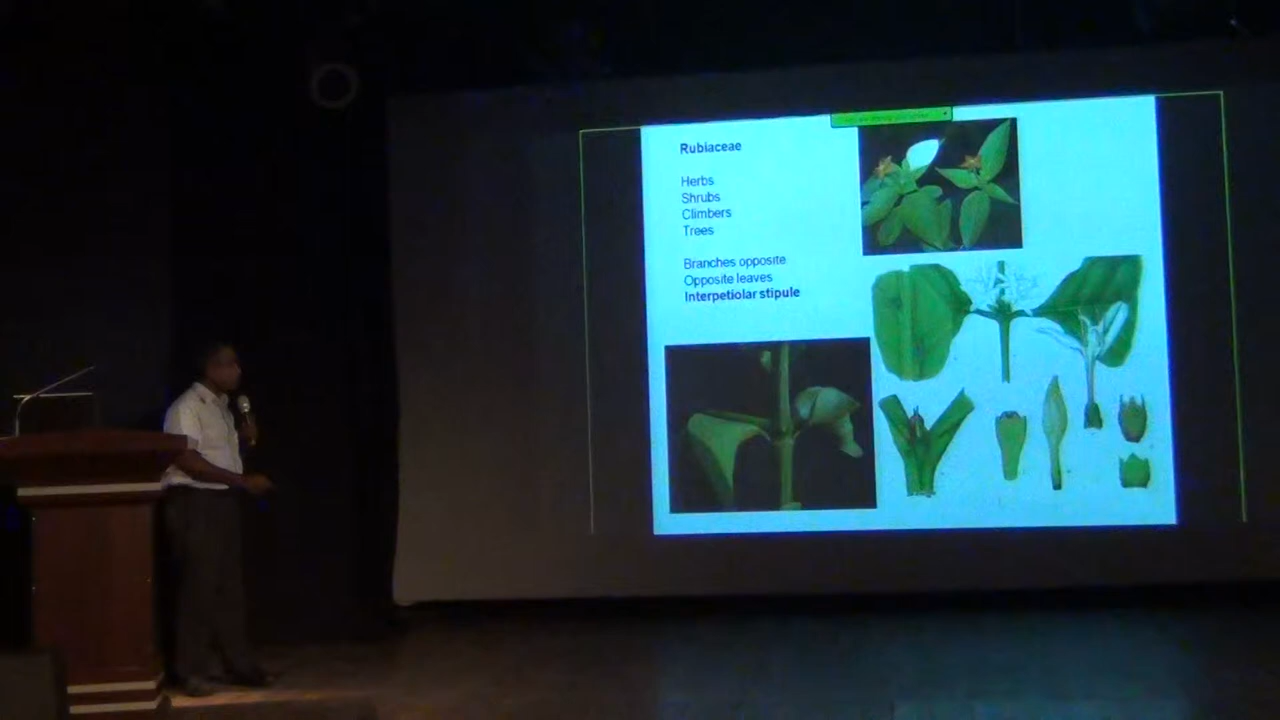 Rubiaceae
Herbs
Shrubs
Climbers
Trees
Branches opposite
Opposite leaves
Interpetiolar stipule